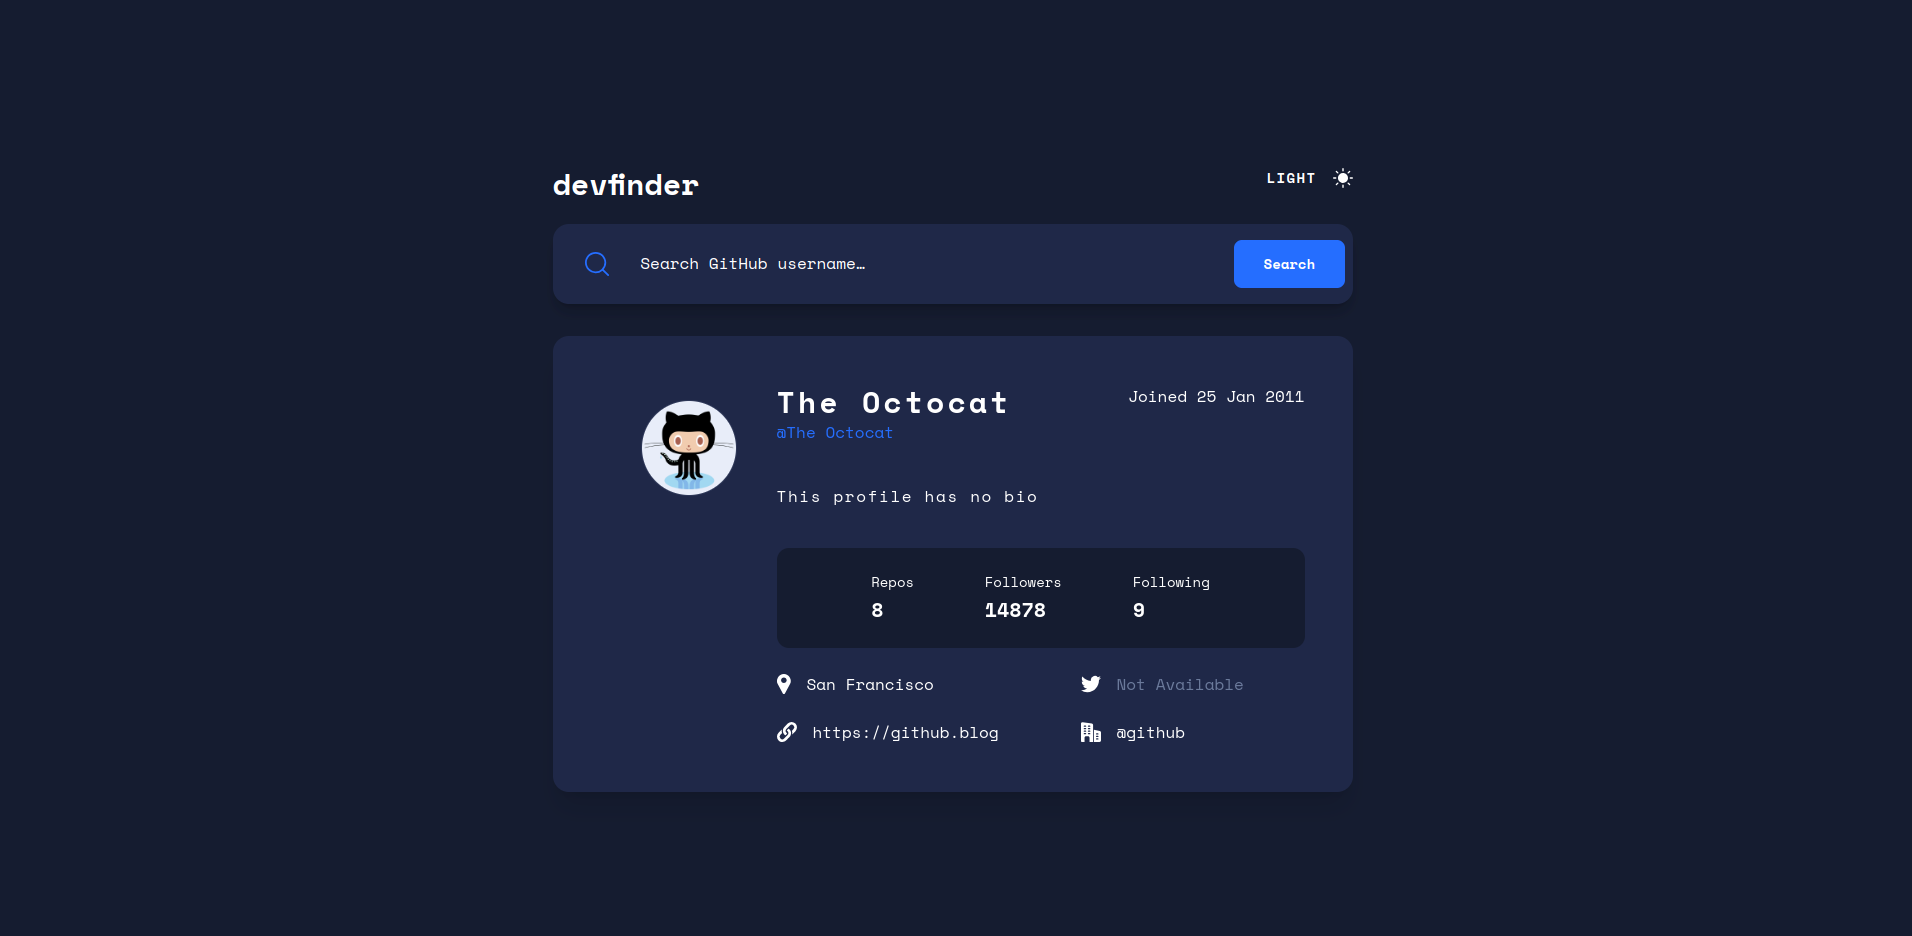 devfinder
LIGHT
Search GitHub username…
Search
The Octocat
Joined 25 Jan 2011
@The Octocat
This profile has no bio
Repos Followers Following
8 14878 9
San Francisco
Not Available
https://github.blog
@github